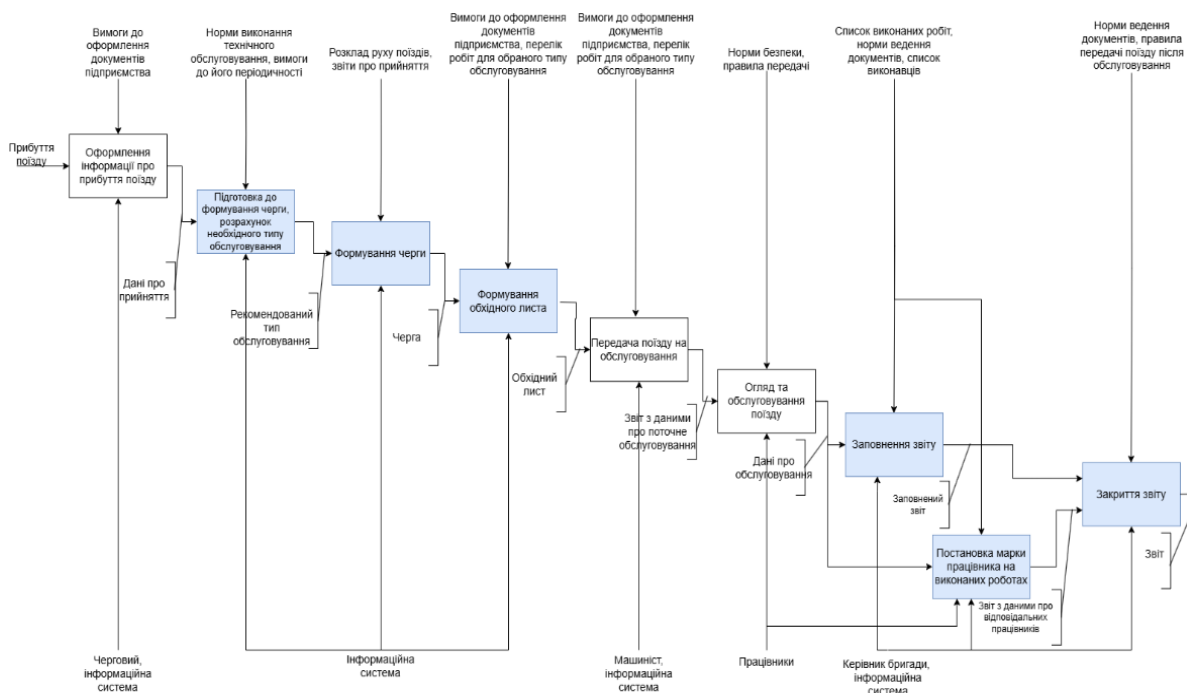 Вимоги до
оформлення
документів
підприємства
Норми виконання
технічного
обслуговування, вимоги
до його періодичності
Розклад руху поїздів,
звіти про прийняття
Вимоги до оформлення
документів
підприємства, перелік
робіт для обраного типу
обслуговування
Вимоги до оформлення
документів
підприємства, перелік
робіт для обраного типу
обслуговування
Норми безпеки,
правила передачі
Список виконаних робіт,
норми ведення
документів, список
виконавців
Норми ведення
документів, правила
передачі поїзду після
обслуговування
Прибуття
поїзду
Оформлення
інформації про
прибуття поїзду
Підготовка до
формування черги,
розрахунок
необхідного типу
обслуговування
Формування черги
Формування
обхідного листа
Передача поїзду на
обслуговування
Огляд та
обслуговування
поїзду
Заповнення звіту
Закриття звіту
Постановка марки
працівника на
виконаних роботах
Дані про
прийняття
Рекомендований
тип
обслуговування
Черга
Обхідний
лист
Звіт з даними
про поточне
обслуговування
Дані про
обслуговування
Заповнений
звіт
Звіт з даними про
відповідальних
працівників
Звіт
Черговий,
інформаційна
система
Інформаційна
система
Машиніст,
інформаційна
система
Працівники
Керівник бригади,
інформаційна
система